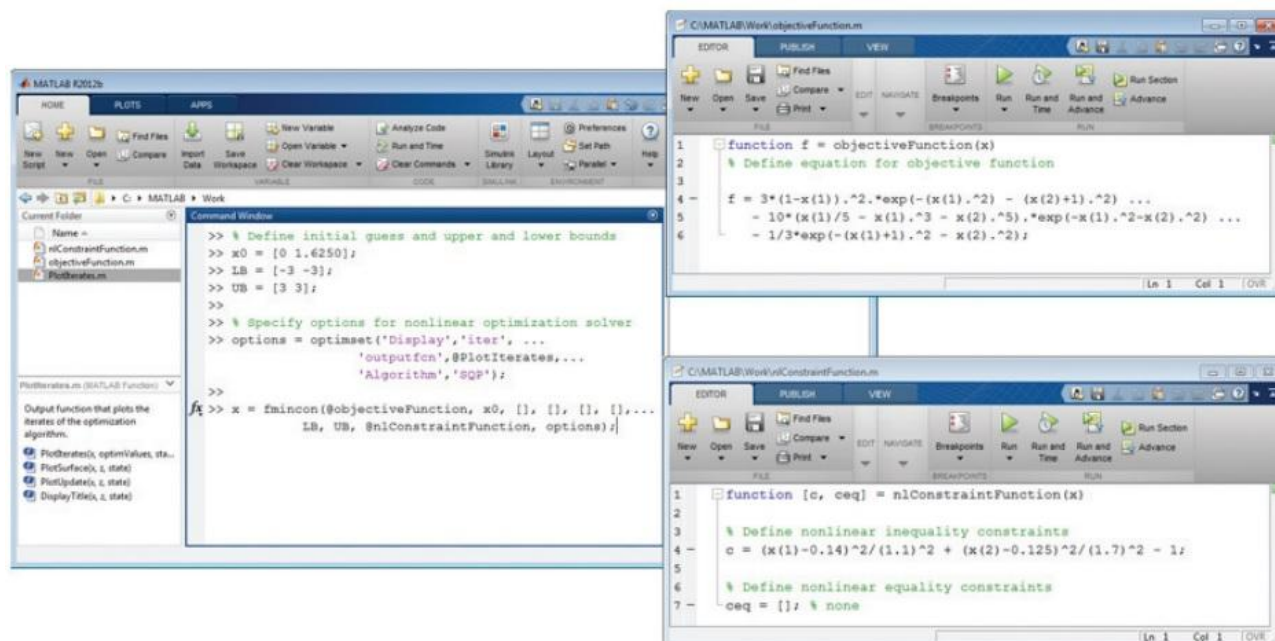 MATLAB R2012b
HOME PLOTS APPS
New Script New Open Find Files Compare Import Data Save Workspace New Variable Open Variable Clear Workspace Analyze Code Run and Time Clear Commands Simulink Library Layout Preferences Set Path Parallel Help
FILE VARIABLE CODE SIMULINK ENVIRONMENT
C: MATLAB Work
Current Folder
Name
nlConstraintFunction.m
objectiveFunction.m
PlotIterates.m
PlotIterates.m (MATLAB Function)
Output function that plots the
iterates of the optimization
algorithm.
PlotIterates(x, optimValues, sta...
PlotSurface(x, z, state)
PlotUpdate(x, z, state)
DisplayTitle(x, z, state)
Command Window
>> % Define initial guess and upper and lower bounds
>> x0 = [0 1.6250];
>> LB = [-3 -3];
>> UB = [3 3];
>>
>> % Specify options for nonlinear optimization solver
>> options = optimset('Display','iter', ...
'outputfcn',@PlotIterates,...
'Algorithm','SQP');
>>
fx >> x = fmincon(@objectiveFunction, x0, [], [], [], [],...
LB, UB, @nlConstraintFunction, options);
C:\MATLAB\Work\objectiveFunction.m
EDITOR PUBLISH VIEW
New Open Save Find Files Compare Print EDIT NAVIGATE Breakpoints Run Run and Time Run and Advance Run Section Advance
FILE BREAKPOINTS RUN
1 function f = objectiveFunction(x)
2 % Define equation for objective function
3
4 - f = 3*(1-x(1)).^2.*exp(-(x(1).^2) - (x(2)+1).^2) ...
5 - 10*(x(1)/5 - x(1).^3 - x(2).^5).*exp(-x(1).^2-x(2).^2) ...
6 - 1/3*exp(-(x(1)+1).^2 - x(2).^2);
Ln 1 Col 1 OVR
C:\MATLAB\Work\nlConstraintFunction.m
EDITOR PUBLISH VIEW
New Open Save Find Files Compare Print EDIT NAVIGATE Breakpoints Run Run and Time Run and Advance Run Section Advance
FILE BREAKPOINTS RUN
1 function [c, ceq] = nlConstraintFunction(x)
2
3 % Define nonlinear inequality constraints
4 - c = (x(1)-0.14)^2/(1.1)^2 + (x(2)-0.125)^2/(1.7)^2 - 1;
5
6 % Define nonlinear equality constraints
7 - ceq = []; % none
Ln 1 Col 1 OVR